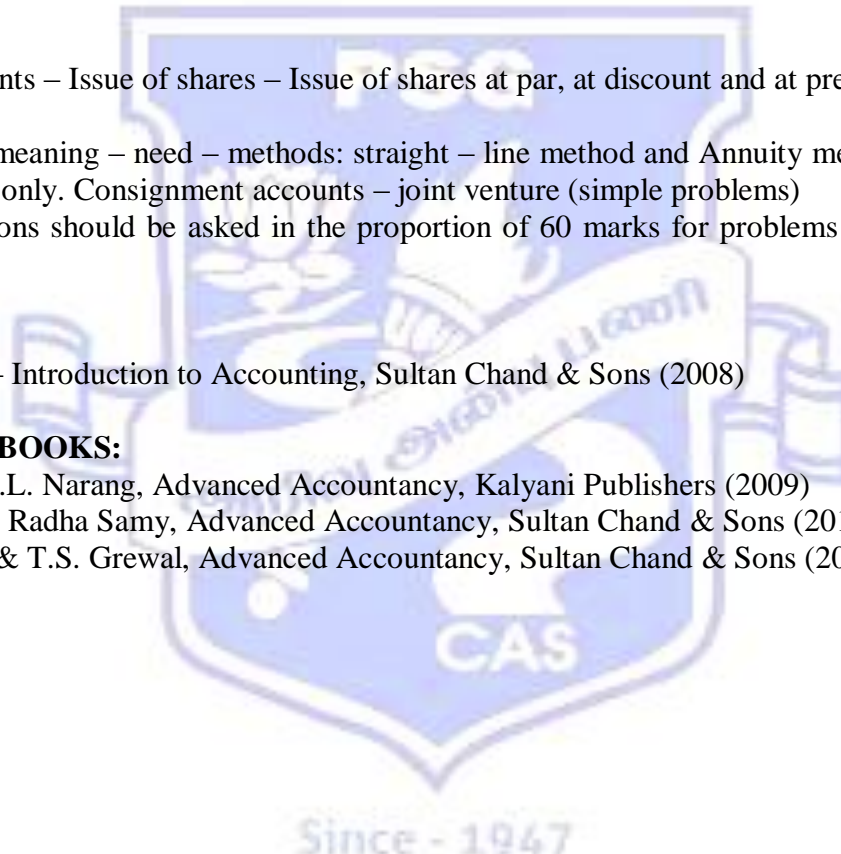 PSG
nts – Issue of shares – Issue of shares at par, at discount and at pre
meaning – need – methods: straight – line method and Annuity me
only. Consignment accounts – joint venture (simple problems)
ons should be asked in the proportion of 60 marks for problems
– Introduction to Accounting, Sultan Chand & Sons (2008)
BOOKS:
.L. Narang, Advanced Accountancy, Kalyani Publishers (2009)
Radha Samy, Advanced Accountancy, Sultan Chand & Sons (201
& T.S. Grewal, Advanced Accountancy, Sultan Chand & Sons (20
CAS
Since - 1947